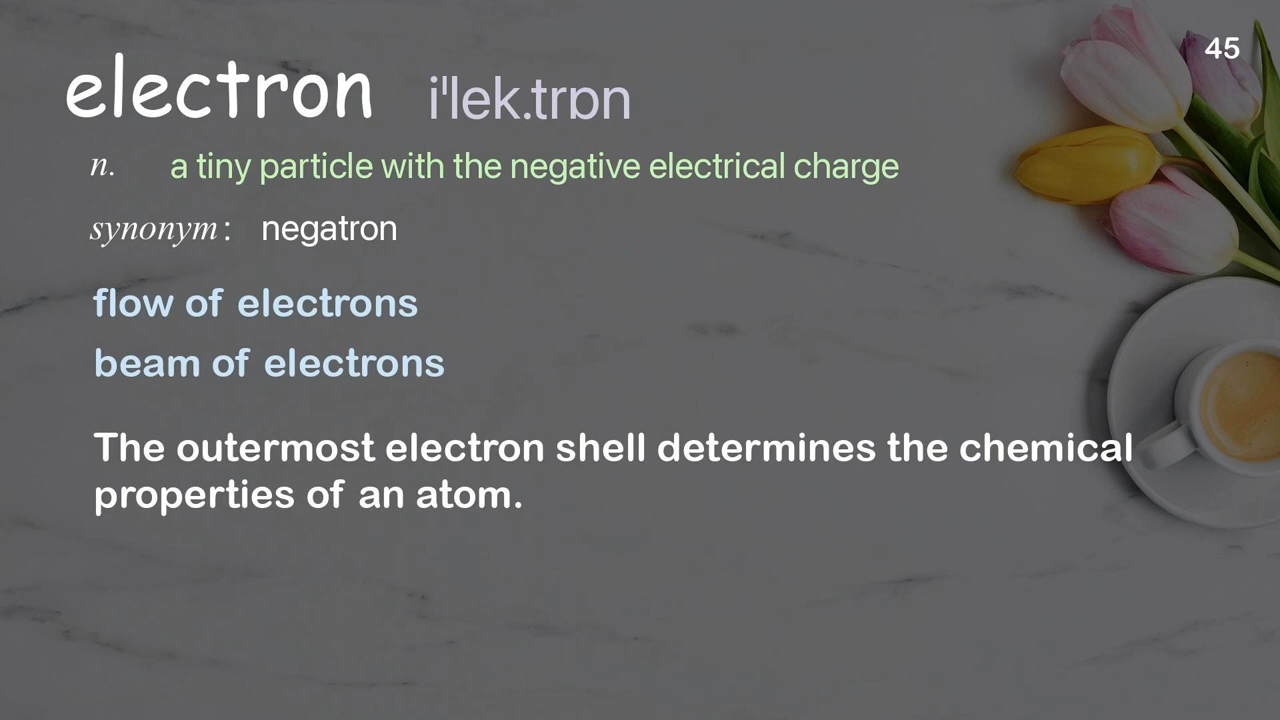 45
electron iˈlek.trɒn
n. a tiny particle with the negative electrical charge
synonym: negatron
flow of electrons
beam of electrons
The outermost electron shell determines the chemical
properties of an atom.